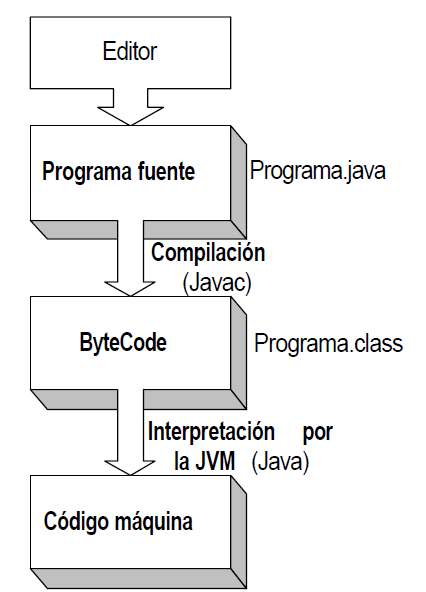 Editor
Programa fuente
Programa.java
Compilación
(Javac)
ByteCode
Programa.class
Interpretación por
la JVM (Java)
Código máquina